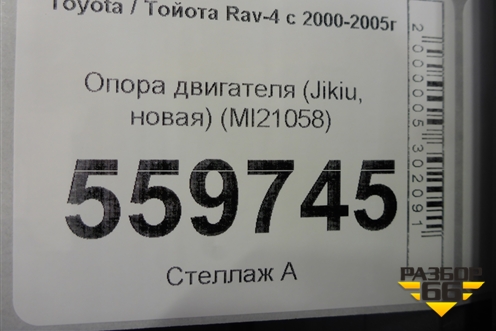 Toyota / Тойота Rav-4 с 2000-2005г
Опора двигателя (Jikiu,
новая) (MI21058)
559745
Стеллаж А
2000005302091
РАЗБОР
66